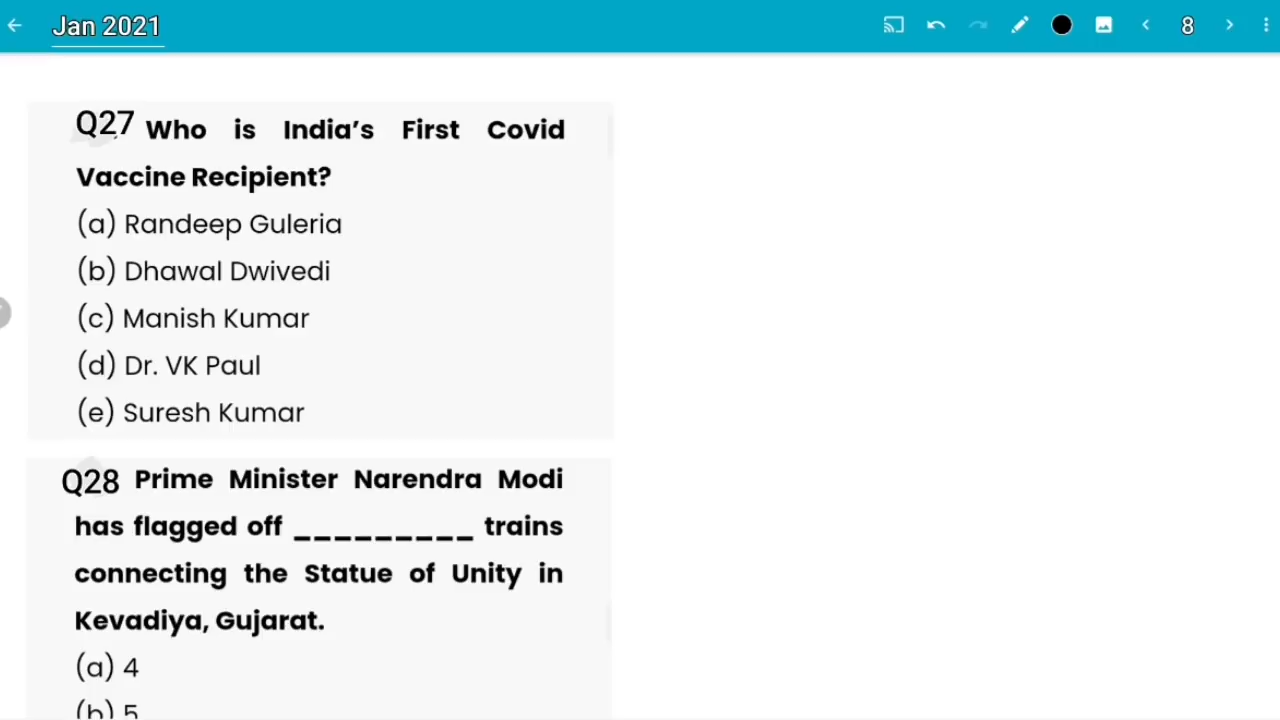 Jan 2021
8
Q27 Who is India's First Covid
Vaccine Recipient?
(a) Randeep Guleria
(b) Dhawal Dwivedi
(c) Manish Kumar
(d) Dr. VK Paul
(e) Suresh Kumar
Q28 Prime Minister Narendra Modi
has flagged off _________ trains
connecting the Statue of Unity in
Kevadiya, Gujarat.
(a) 4
(b) 5